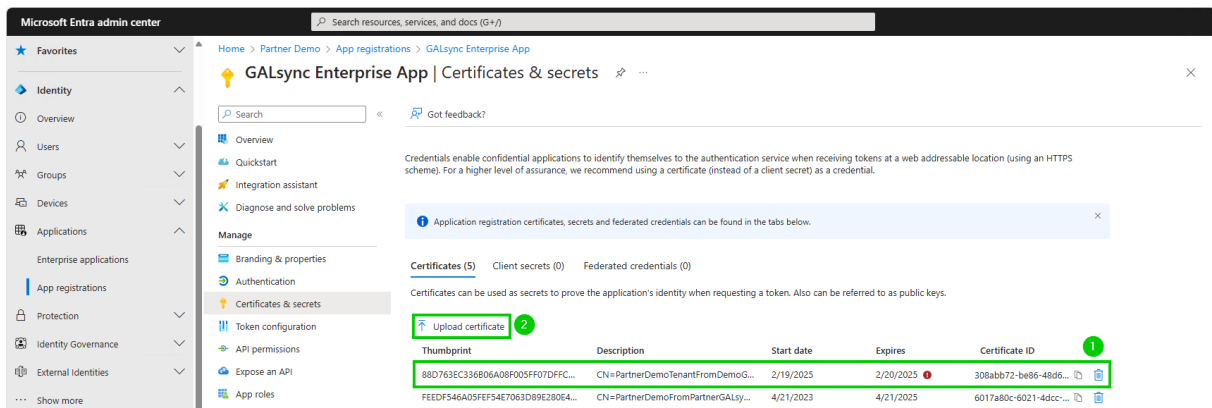 Microsoft Entra admin center
Search resources, services, and docs (G+/)
Favorites
Identity
Overview
Users
Groups
Devices
Applications
Enterprise applications
App registrations
Protection
Identity Governance
External Identities
Show more
Home > Partner Demo > App registrations > GALsync Enterprise App
GALsync Enterprise App | Certificates & secrets
Search
Overview
Quickstart
Integration assistant
Diagnose and solve problems
Manage
Branding & properties
Authentication
Certificates & secrets
Token configuration
API permissions
Expose an API
App roles
Got feedback?
Credentials enable confidential applications to identify themselves to the authentication service when receiving tokens at a web addressable location (using an HTTPS
scheme). For a higher level of assurance, we recommend using a certificate (instead of a client secret) as a credential.
Application registration certificates, secrets and federated credentials can be found in the tabs below.
Certificates (5) Client secrets (0) Federated credentials (0)
Certificates can be used as secrets to prove the application's identity when requesting a token. Also can be referred to as public keys.
Upload certificate 2
Thumbprint Description Start date Expires Certificate ID 1
88D763EC336B06A08F005FF07DFFC... CN=PartnerDemoTenantFromDemoG... 2/19/2025 2/20/2025 308abb72-be86-48d6...
FEEDF546A05FEF54E7063D89E280E4... CN=PartnerDemoFromPartnerGALsy... 4/21/2023 4/21/2025 6017a80c-6021-4dcc-...